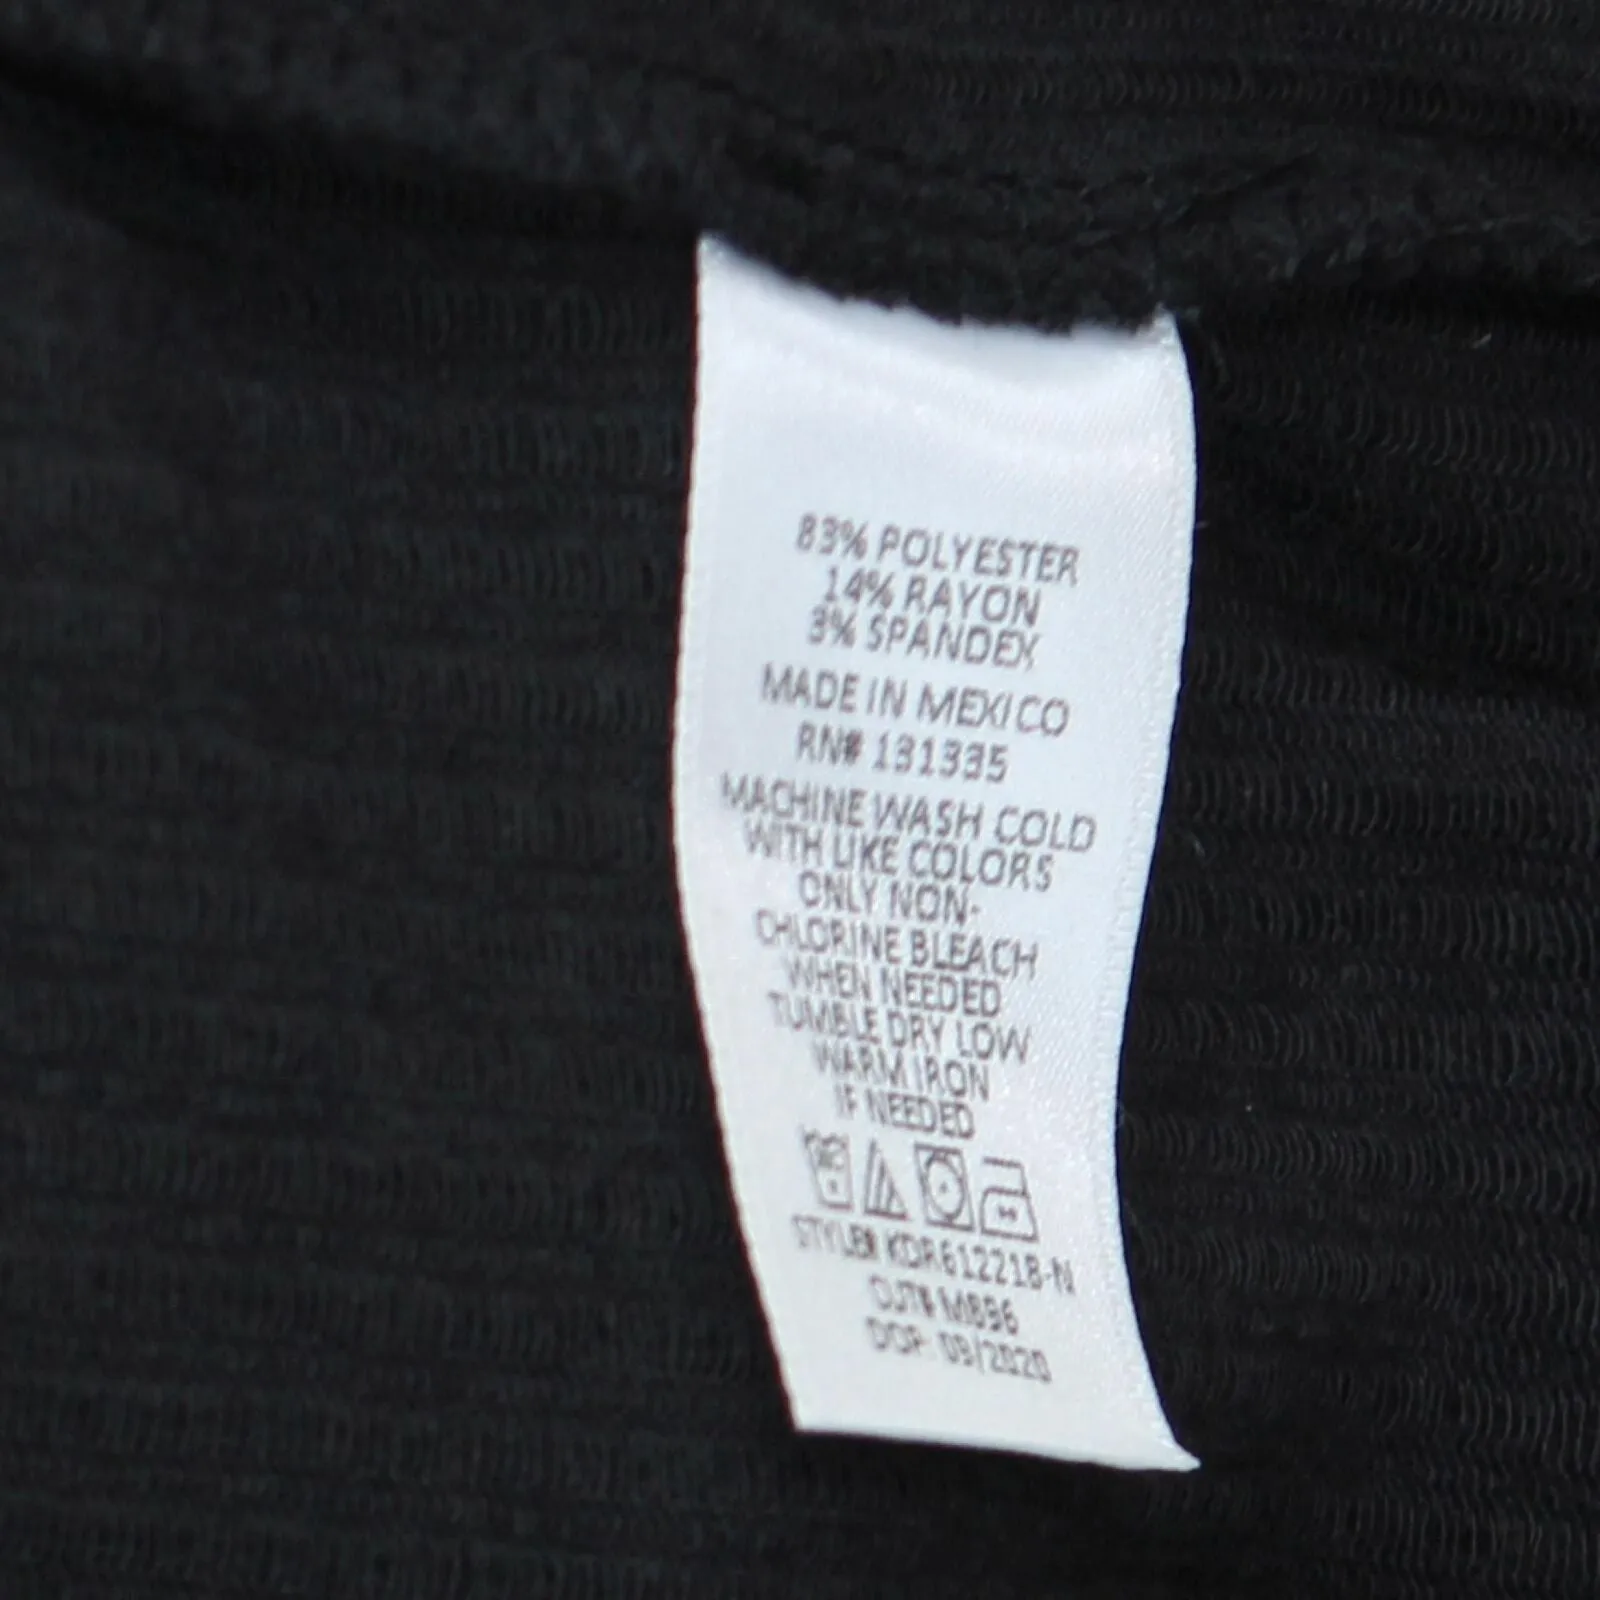 83% POLYESTER
14% RAYON
3% SPANDEX
MADE IN MEXICO
RN# 131335
MACHINE WASH COLD
WITH LIKE COLORS
ONLY NON-
CHLORINE BLEACH
WHEN NEEDED
TUMBLE DRY LOW
WARM IRON
IF NEEDED
STYLE# KDR612218-N
CUT# M896
DOP: 09/2020